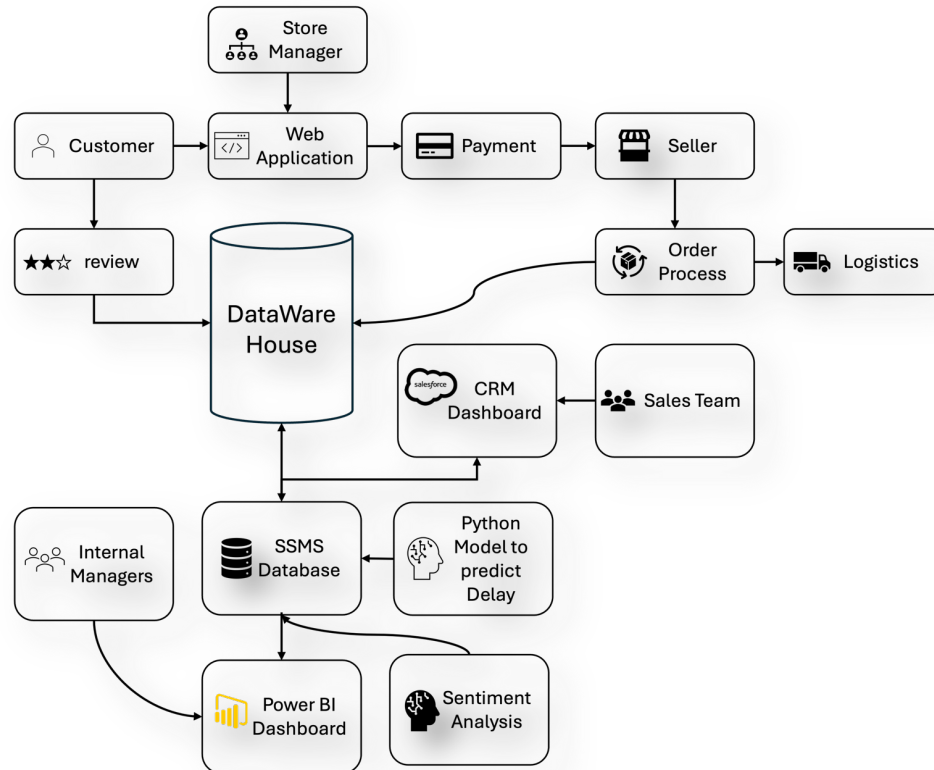 Store
Manager
Customer
</>
Web
Application
Payment
Seller
review
DataWare
House
Order
Process
Logistics
salesforce
CRM
Dashboard
Sales Team
Internal
Managers
SSMS
Database
Python
Model to
predict
Delay
Power BI
Dashboard
Sentiment
Analysis